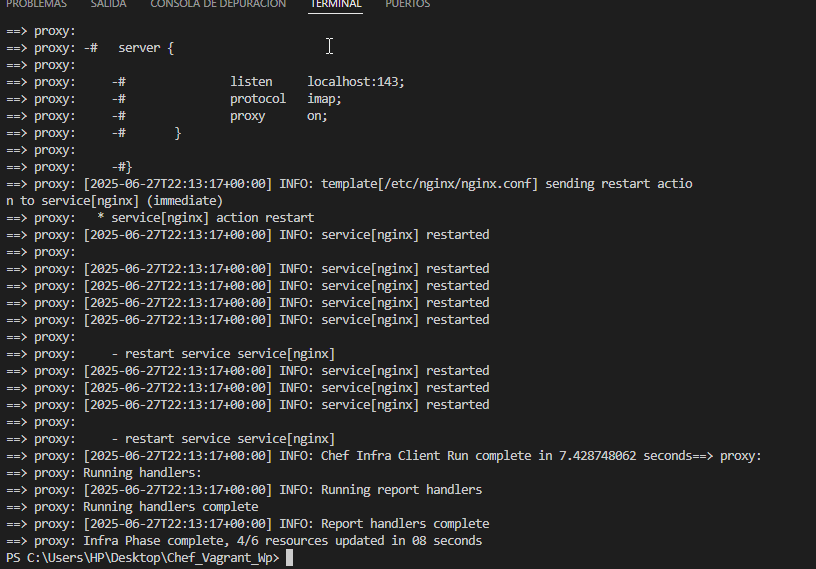 PROBLEMAS SALIDA CONSOLA DE DEPURACIÓN TERMINAL PUERTOS
==> proxy:
==> proxy: -#   server {
==> proxy:
==> proxy:     -#               listen     localhost:143;
==> proxy:     -#               protocol   imap;
==> proxy:     -#               proxy      on;
==> proxy:     -#       }
==> proxy:
==> proxy:     -#}
==> proxy: [2025-06-27T22:13:17+00:00] INFO: template[/etc/nginx/nginx.conf] sending restart actio
n to service[nginx] (immediate)
==> proxy:   * service[nginx] action restart
==> proxy: [2025-06-27T22:13:17+00:00] INFO: service[nginx] restarted
==> proxy:
==> proxy: [2025-06-27T22:13:17+00:00] INFO: service[nginx] restarted
==> proxy: [2025-06-27T22:13:17+00:00] INFO: service[nginx] restarted
==> proxy: [2025-06-27T22:13:17+00:00] INFO: service[nginx] restarted
==> proxy: [2025-06-27T22:13:17+00:00] INFO: service[nginx] restarted
==> proxy:
==> proxy:     - restart service service[nginx]
==> proxy: [2025-06-27T22:13:17+00:00] INFO: service[nginx] restarted
==> proxy: [2025-06-27T22:13:17+00:00] INFO: service[nginx] restarted
==> proxy: [2025-06-27T22:13:17+00:00] INFO: service[nginx] restarted
==> proxy:
==> proxy:     - restart service service[nginx]
==> proxy: [2025-06-27T22:13:17+00:00] INFO: Chef Infra Client Run complete in 7.428748062 seconds==> proxy:
==> proxy: Running handlers:
==> proxy: [2025-06-27T22:13:17+00:00] INFO: Running report handlers
==> proxy: Running handlers complete
==> proxy: [2025-06-27T22:13:17+00:00] INFO: Report handlers complete
==> proxy: Infra Phase complete, 4/6 resources updated in 08 seconds
PS C:\Users\HP\Desktop\Chef_Vagrant_Wp>